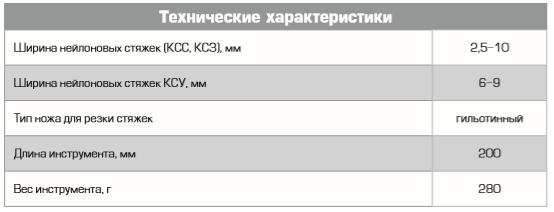 Технические характеристики
Ширина нейлоновых стяжек (КСС, КСЗ), мм 2,5-10
Ширина нейлоновых стяжек КСУ, мм 6-9
Тип ножа для резки стяжек гильотинный
Длина инструмента, мм 200
Вес инструмента, г 280